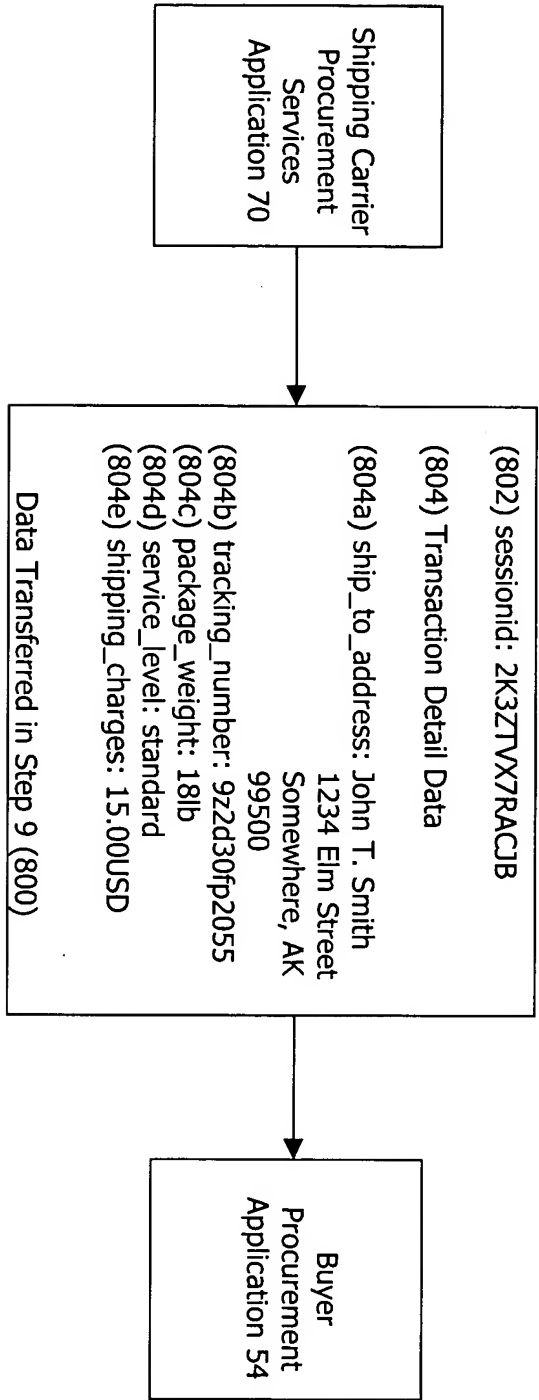 Shipping Carrier
Procurement
Services
Application 70
(802) sessionid: 2K3ZTVX7RACJB
(804) Transaction Detail Data
(804a) ship_to_address: John T. Smith
1234 Elm Street
Somewhere, AK
99500
(804b) tracking_number: 9z2d30fp2055
(804c) package_weight: 18lb
(804d) service_level: standard
(804e) shipping_charges: 15.00USD
Data Transferred in Step 9 (800)
Buyer
Procurement
Application 54